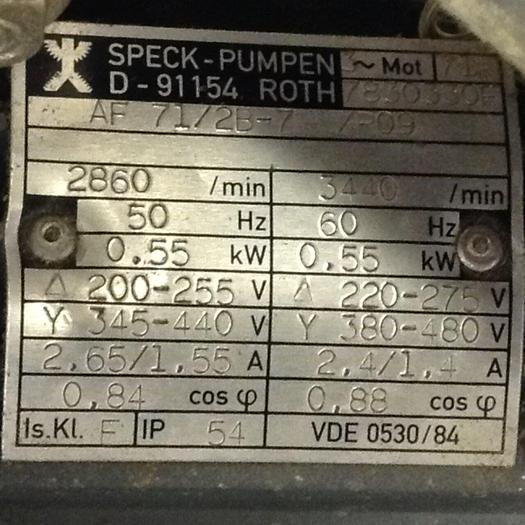 SPECK-PUMPEN ~ Mot
D-91154 ROTH
AF 71/2B-7 /P09
2860 /min 3440 /min
50 Hz 60 Hz
0.55 kW 0.55 kW
Δ 200-255 V Δ 220-275 V
Y 345-440 V Y 380-480 V
2,65/1,55 A 2,4/1,4 A
0,84 cos φ 0,88 cos φ
Is.Kl. F IP 54 VDE 0530/84